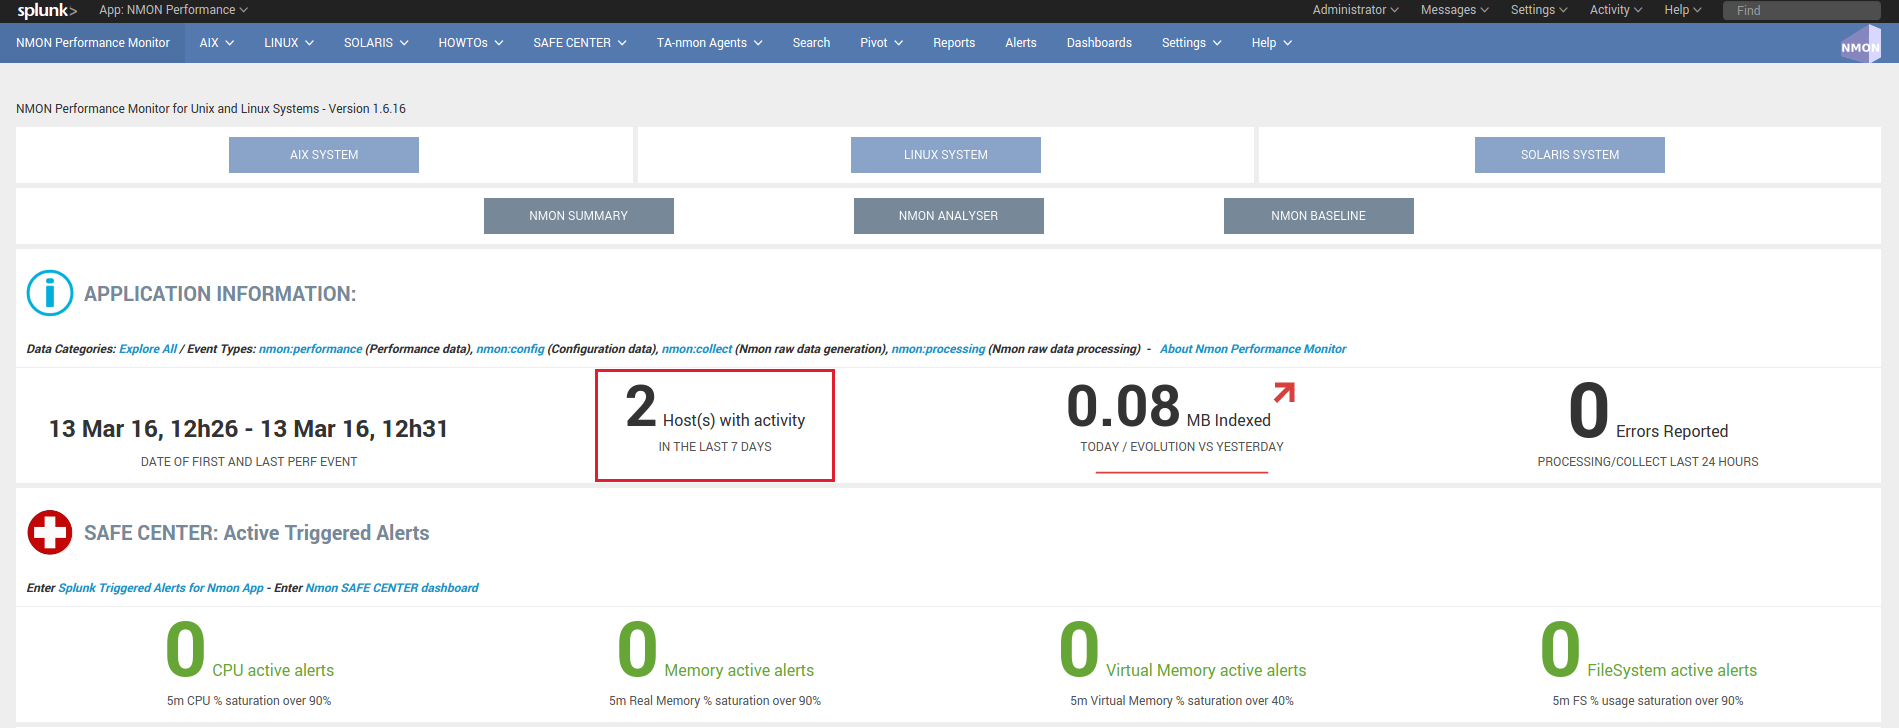 splunk> App: NMON Performance Administrator Messages Settings Activity Help Find
NMON Performance Monitor AIX LINUX SOLARIS HOWTOs SAFE CENTER TA-nmon Agents Search Pivot Reports Alerts Dashboards Settings Help NMON
NMON Performance Monitor for Unix and Linux Systems - Version 1.6.16
AIX SYSTEM LINUX SYSTEM SOLARIS SYSTEM
NMON SUMMARY NMON ANALYSER NMON BASELINE
APPLICATION INFORMATION:
Data Categories: Explore All / Event Types: nmon:performance (Performance data), nmon:config (Configuration data), nmon:collect (Nmon raw data generation), nmon:processing (Nmon raw data processing) - About Nmon Performance Monitor
13 Mar 16, 12h26 - 13 Mar 16, 12h31
DATE OF FIRST AND LAST PERF EVENT
2 Host(s) with activity
IN THE LAST 7 DAYS
0.08 MB Indexed
TODAY / EVOLUTION VS YESTERDAY
0 Errors Reported
PROCESSING/COLLECT LAST 24 HOURS
SAFE CENTER: Active Triggered Alerts
Enter Splunk Triggered Alerts for Nmon App - Enter Nmon SAFE CENTER dashboard
0 CPU active alerts
5m CPU % saturation over 90%
0 Memory active alerts
5m Real Memory % saturation over 90%
0 Virtual Memory active alerts
5m Virtual Memory % saturation over 40%
0 FileSystem active alerts
5m FS % usage saturation over 90%